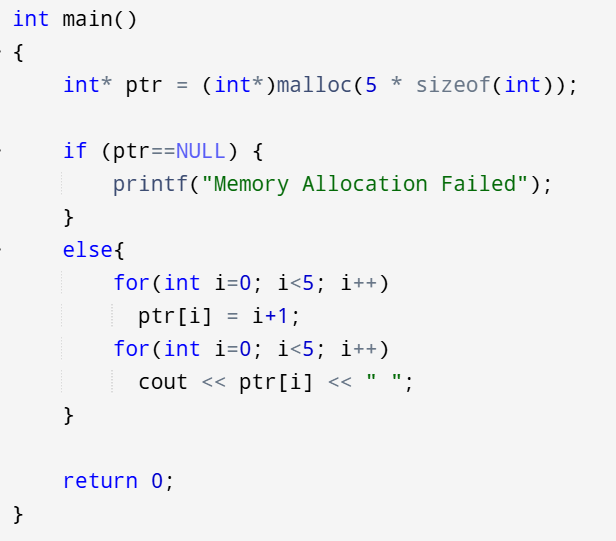 int main()
{
    int* ptr = (int*)malloc(5 * sizeof(int));
    if (ptr==NULL) {
        printf("Memory Allocation Failed");
    }
    else{
        for(int i=0; i<5; i++)
          ptr[i] = i+1;
        for(int i=0; i<5; i++)
          cout << ptr[i] << " ";
    }
    return 0;
}